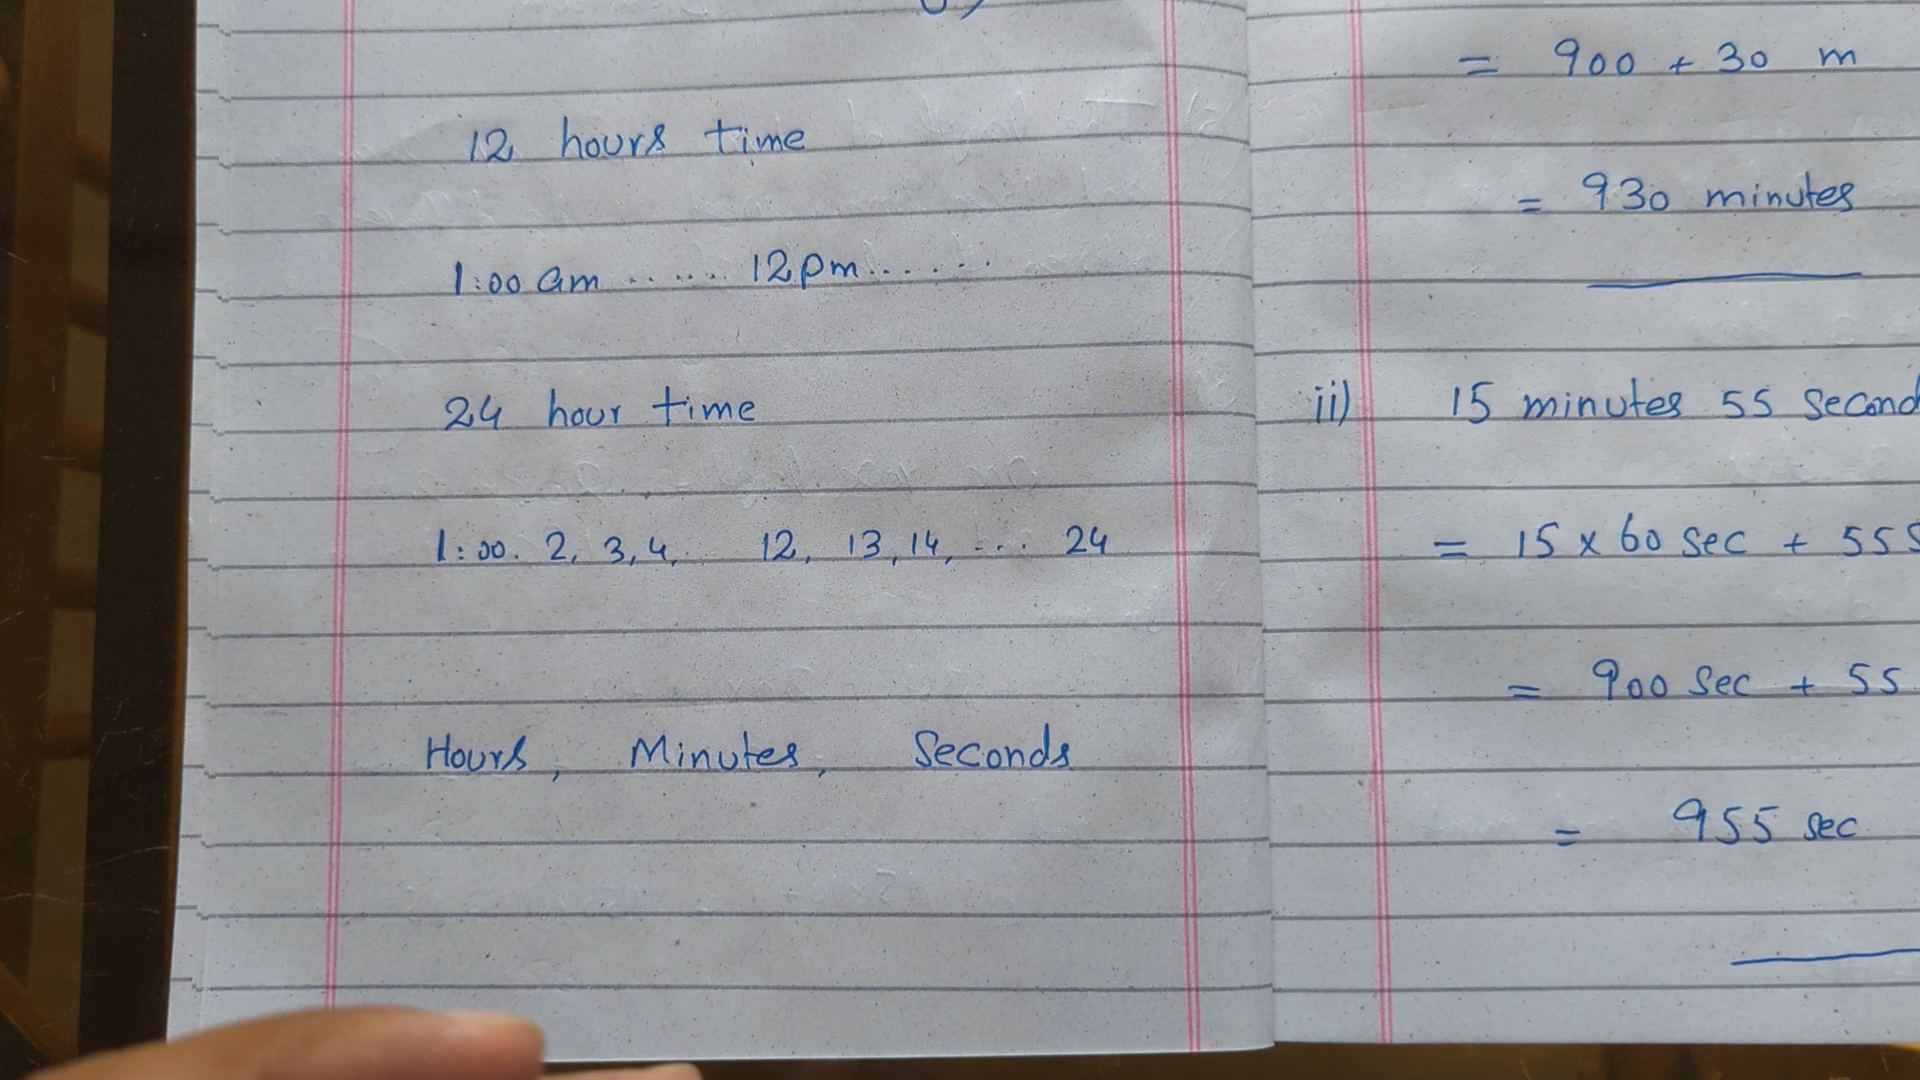 12 hours time
1:00 am ...... 12pm......
24 hour time
1:00. 2, 3, 4, . 12, 13, 14, ... 24
Hours, Minutes, Seconds
= 900 + 30 m
= 930 minutes
ii) 15 minutes 55 second
= 15 x 60 sec + 55 s
= 900 sec + 55
= 955 sec